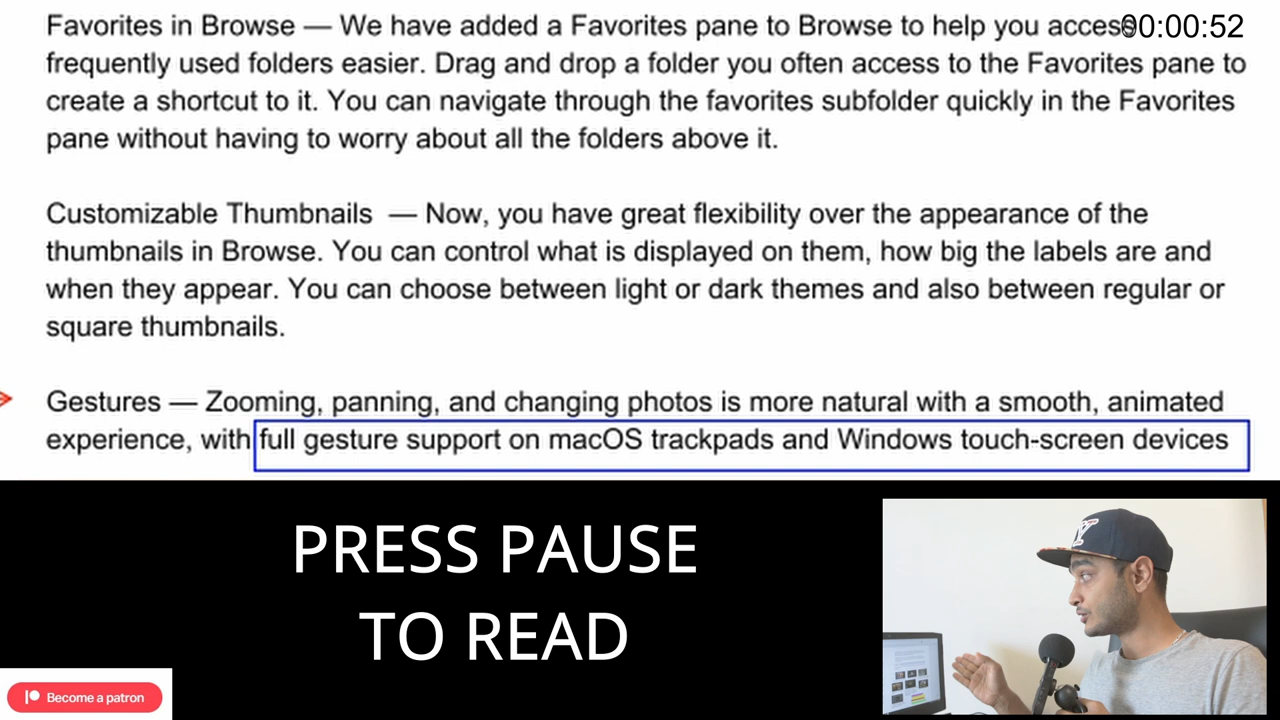 Favorites in Browse — We have added a Favorites pane to Browse to help you access
00:00:52
frequently used folders easier. Drag and drop a folder you often access to the Favorites pane to
create a shortcut to it. You can navigate through the favorites subfolder quickly in the Favorites
pane without having to worry about all the folders above it.
Customizable Thumbnails — Now, you have great flexibility over the appearance of the
thumbnails in Browse. You can control what is displayed on them, how big the labels are and
when they appear. You can choose between light or dark themes and also between regular or
square thumbnails.
Gestures — Zooming, panning, and changing photos is more natural with a smooth, animated
experience, with full gesture support on macOS trackpads and Windows touch-screen devices
PRESS PAUSE
TO READ
Become a patron